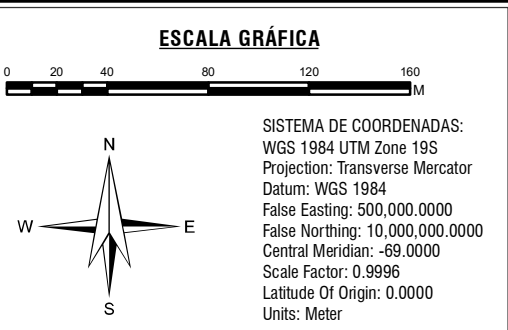 ESCALA GRÁFICA
0 20 40 80 120 160
M
N
W E
S
SISTEMA DE COORDENADAS:
WGS 1984 UTM Zone 19S
Projection: Transverse Mercator
Datum: WGS 1984
False Easting: 500,000.0000
False Northing: 10,000,000.0000
Central Meridian: -69.0000
Scale Factor: 0.9996
Latitude Of Origin: 0.0000
Units: Meter